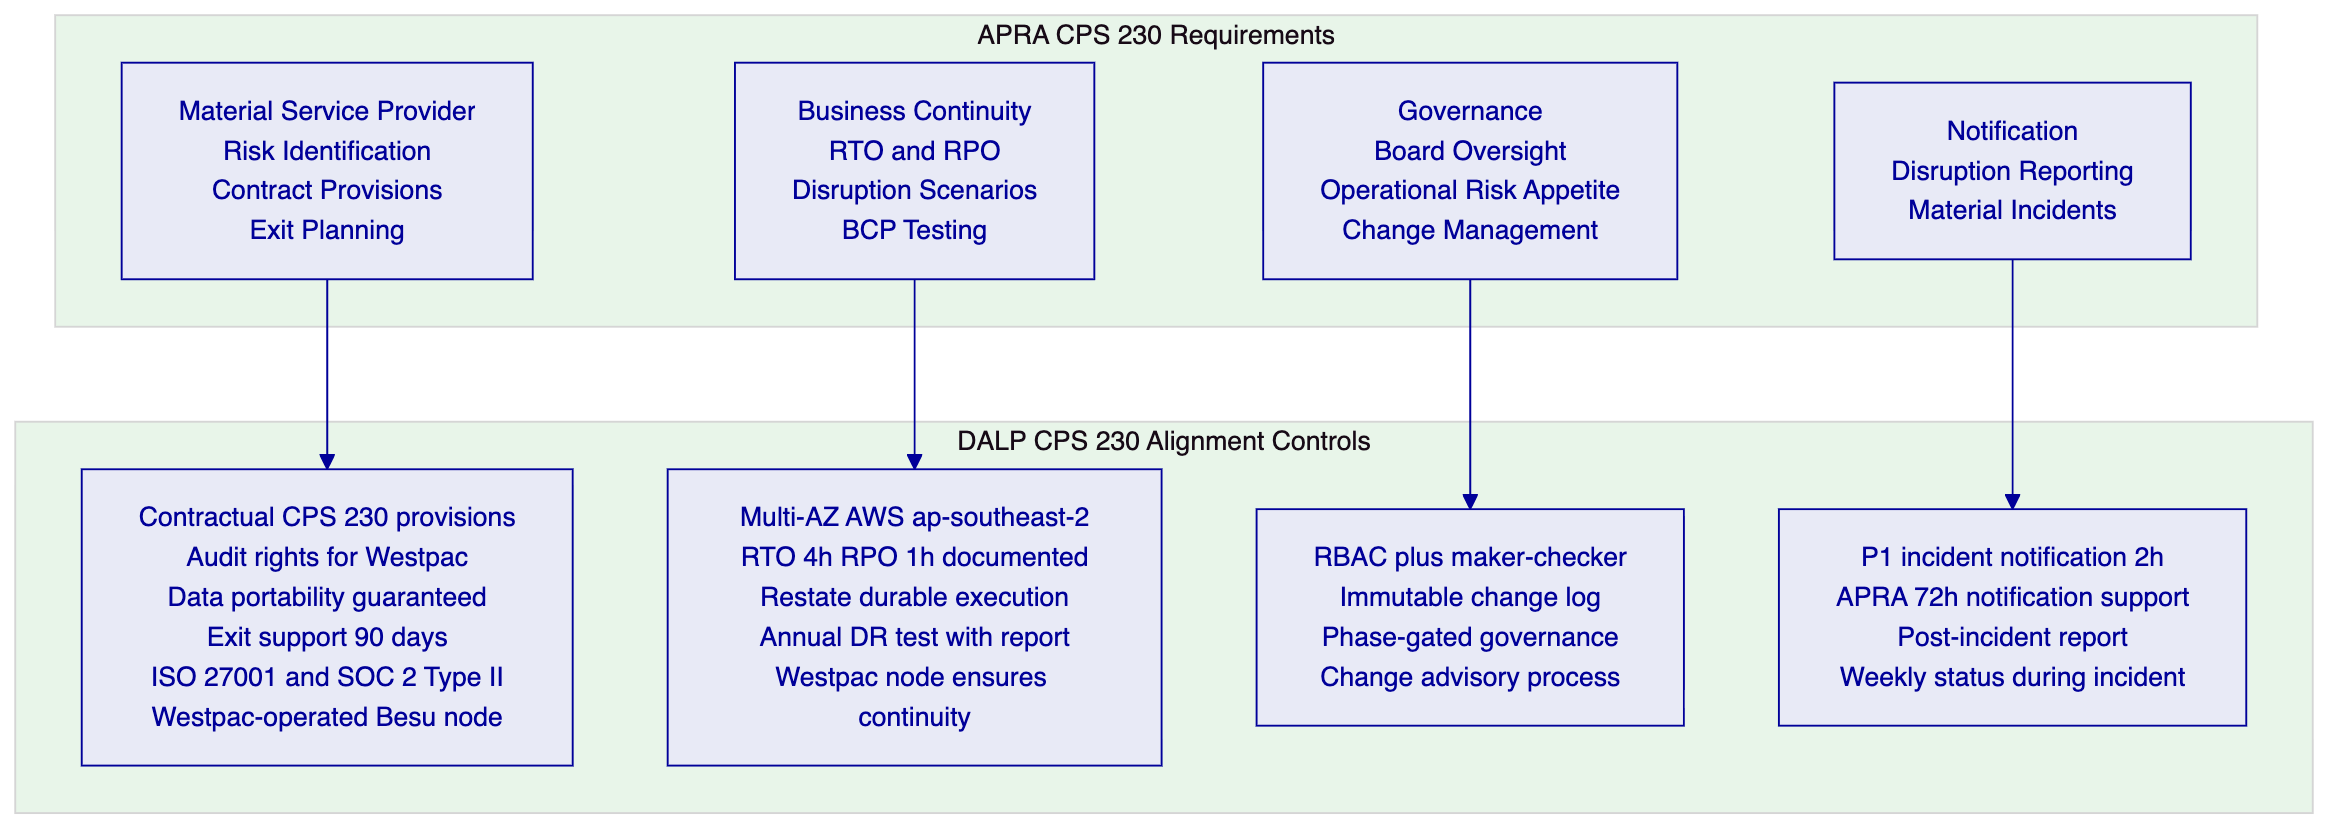 APRA CPS 230 Requirements
Material Service Provider
Risk Identification
Contract Provisions
Exit Planning
Business Continuity
RTO and RPO
Disruption Scenarios
BCP Testing
Governance
Board Oversight
Operational Risk Appetite
Change Management
Notification
Disruption Reporting
Material Incidents
DALP CPS 230 Alignment Controls
Contractual CPS 230 provisions
Audit rights for Westpac
Data portability guaranteed
Exit support 90 days
ISO 27001 and SOC 2 Type II
Westpac-operated Besu node
Multi-AZ AWS ap-southeast-2
RTO 4h RPO 1h documented
Restate durable execution
Annual DR test with report
Westpac node ensures
continuity
RBAC plus maker-checker
Immutable change log
Phase-gated governance
Change advisory process
P1 incident notification 2h
APRA 72h notification support
Post-incident report
Weekly status during incident